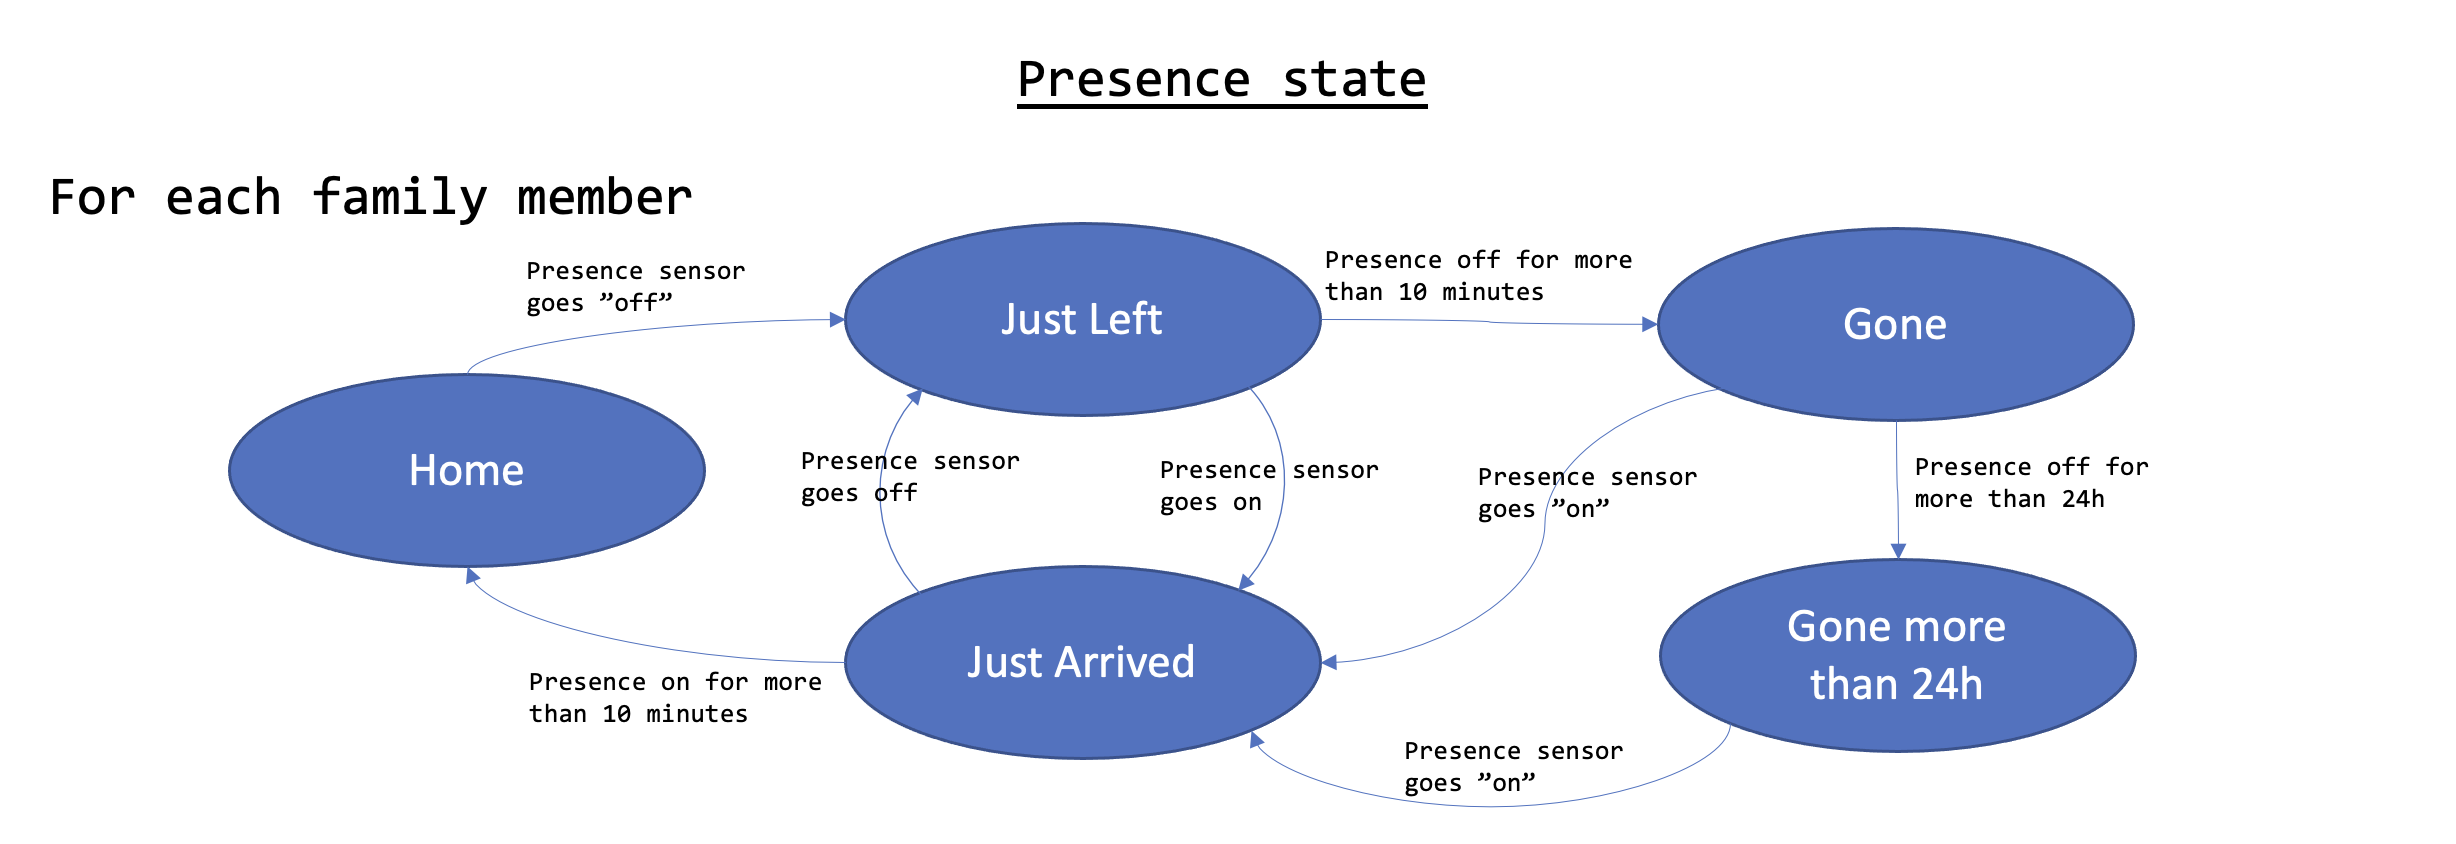 Presence state
For each family member
Presence sensor
goes ”off”
Just Left
Presence off for more
than 10 minutes
Gone
Home
Presence sensor
goes off
Presence sensor
goes on
Presence sensor
goes ”on”
Presence off for
more than 24h
Just Arrived
Presence on for more
than 10 minutes
Gone more
than 24h
Presence sensor
goes ”on”